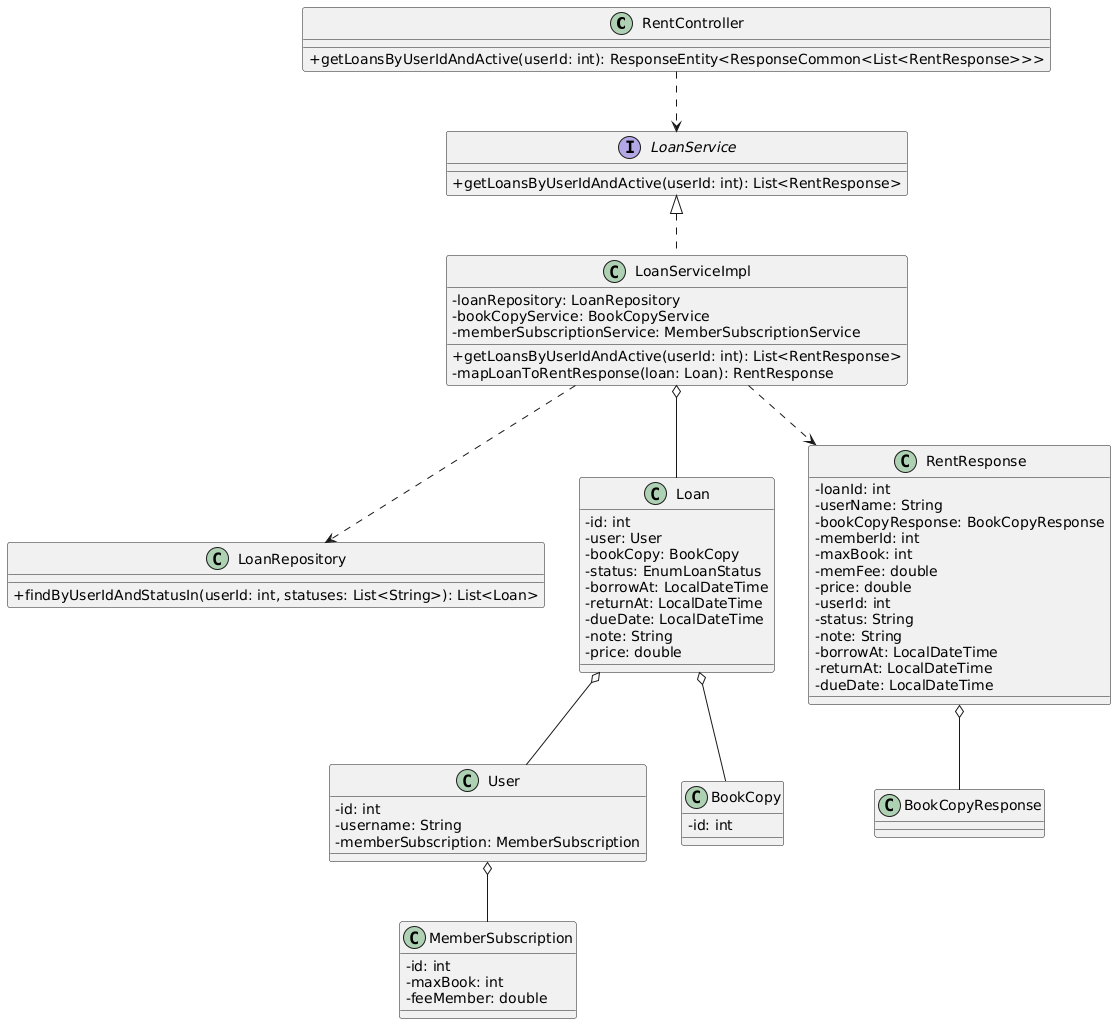 C RentController
+getLoansByUserIdAndActive(userId: int): ResponseEntity<ResponseCommon<List<RentResponse>>>
I LoanService
+getLoansByUserIdAndActive(userId: int): List<RentResponse>
C LoanServiceImpl
-loanRepository: LoanRepository
-bookCopyService: BookCopyService
-memberSubscriptionService: MemberSubscriptionService
+getLoansByUserIdAndActive(userId: int): List<RentResponse>
-mapLoanToRentResponse(loan: Loan): RentResponse
C LoanRepository
+findByUserIdAndStatusIn(userId: int, statuses: List<String>): List<Loan>
C Loan
-id: int
-user: User
-bookCopy: BookCopy
-status: EnumLoanStatus
-borrowAt: LocalDateTime
-returnAt: LocalDateTime
-dueDate: LocalDateTime
-note: String
-price: double
C RentResponse
-loanId: int
-userName: String
-bookCopyResponse: BookCopyResponse
-memberId: int
-maxBook: int
-memFee: double
-price: double
-userId: int
-status: String
-note: String
-borrowAt: LocalDateTime
-returnAt: LocalDateTime
-dueDate: LocalDateTime
C User
-id: int
-username: String
-memberSubscription: MemberSubscription
C BookCopy
-id: int
C BookCopyResponse
C MemberSubscription
-id: int
-maxBook: int
-feeMember: double